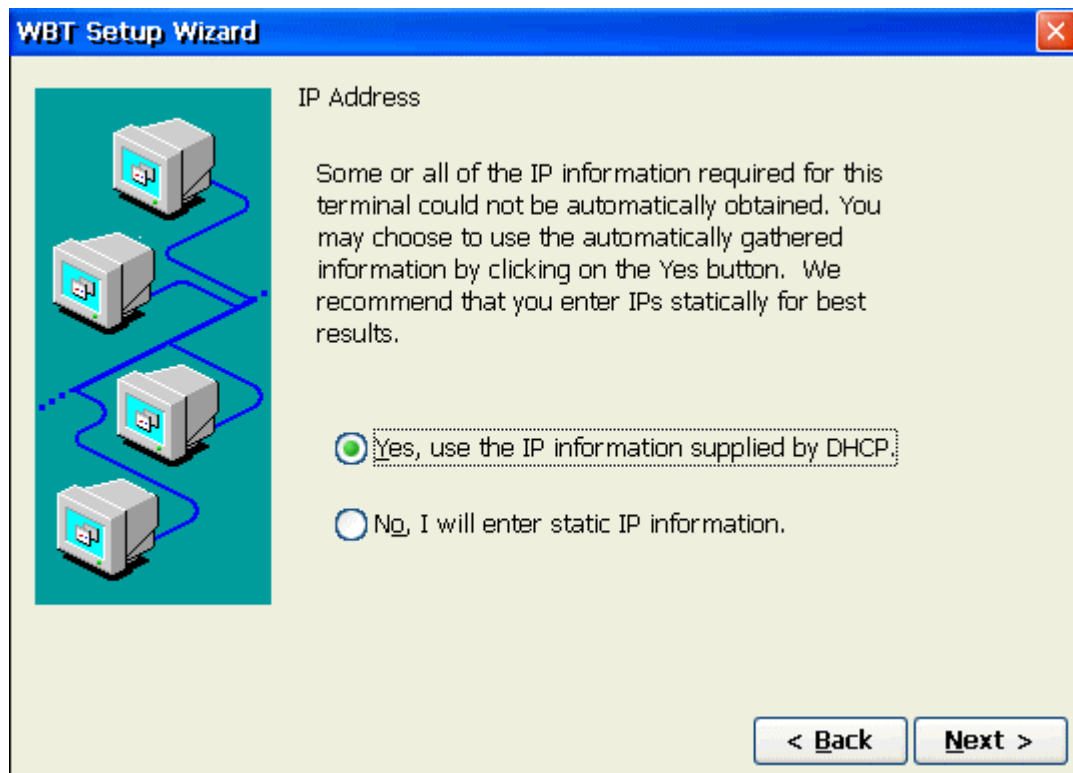 WBT Setup Wizard
IP Address
Some or all of the IP information required for this
terminal could not be automatically obtained. You
may choose to use the automatically gathered
information by clicking on the Yes button. We
recommend that you enter IPs statically for best
results.
Yes, use the IP information supplied by DHCP.
No, I will enter static IP information.
< Back
Next >